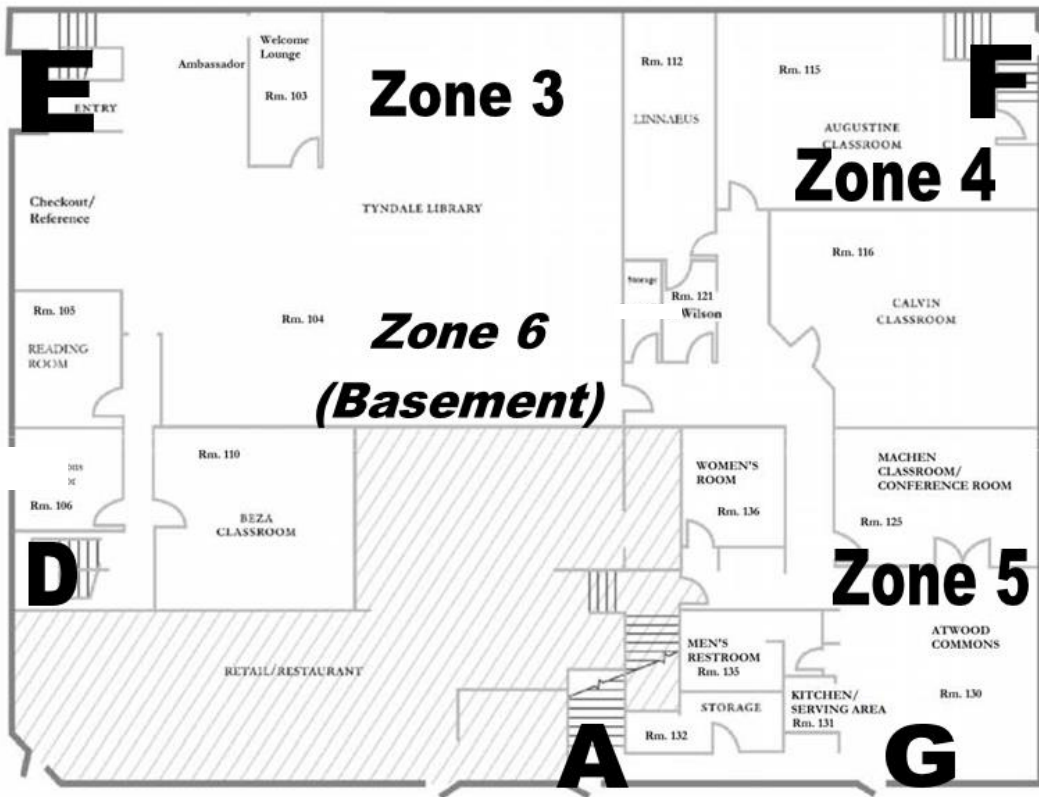 E
ENTRY
Ambassador
Welcome
Lounge
Rm. 103
Zone 3
Rm. 112
LINNAEUS
Rm. 115
F
AUGUSTINE
CLASSROOM
Zone 4
Checkout/
Reference
TYNDALE LIBRARY
Rm. 116
CALVIN
CLASSROOM
Storage
Rm. 121
Wilson
Rm. 105
READING
ROOM
Rm. 104
Zone 6
(Basement)
Rm. 106
Rm. 110
BEZA
CLASSROOM
WOMEN'S
ROOM
Rm. 136
MACHEN
CLASSROOM/
CONFERENCE ROOM
Rm. 125
D
Zone 5
ATWOOD
COMMONS
Rm. 130
RETAIL/RESTAURANT
MEN'S
RESTROOM
Rm. 135
STORAGE
KITCHEN/
SERVING AREA
Rm. 131
Rm. 132
A
G